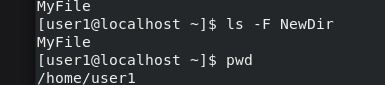 MyFile
[user1@localhost ~]$ ls -F NewDir
MyFile
[user1@localhost ~]$ pwd
/home/user1